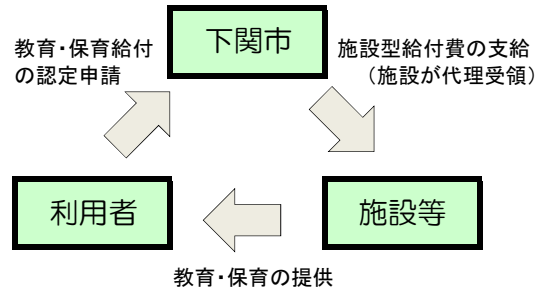 下関市
教育・保育給付
の認定申請
施設型給付費の支給
（施設が代理受領）
利用者
施設等
教育・保育の提供